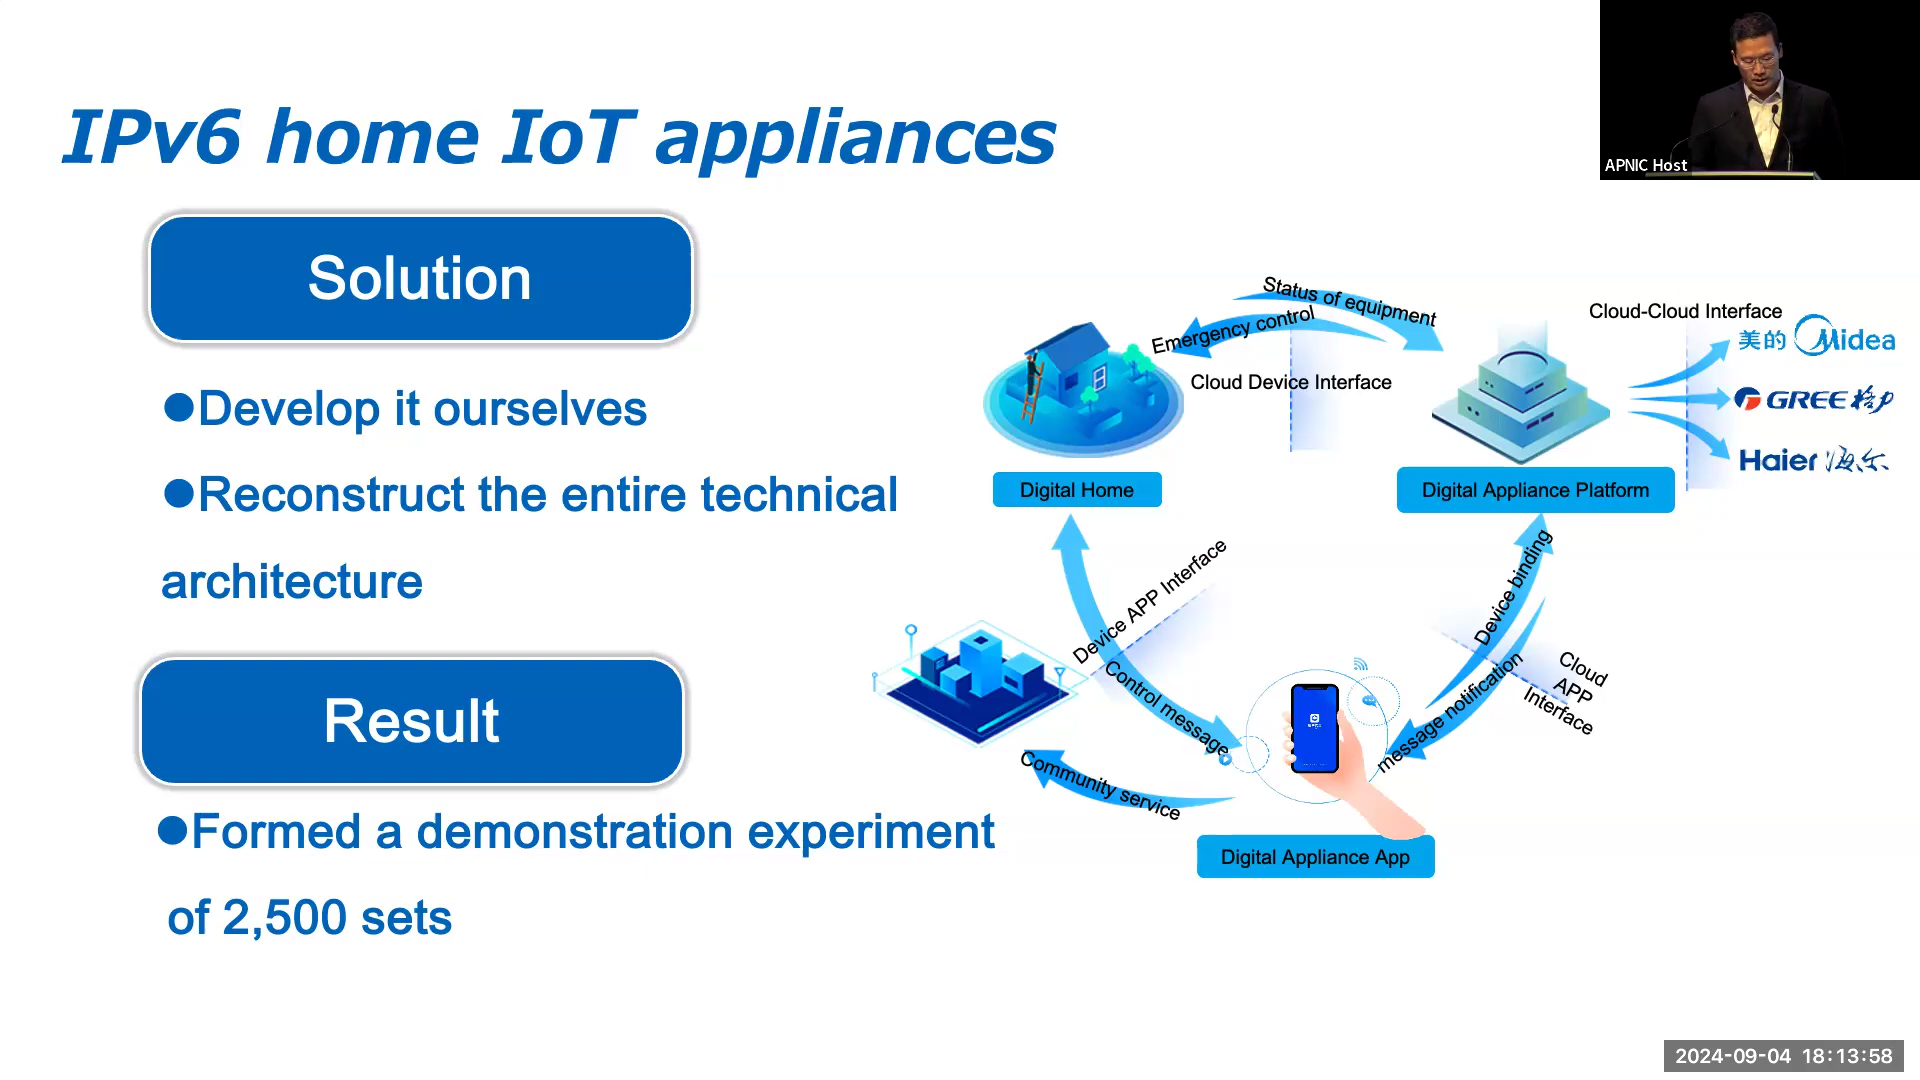 IPv6 home IoT appliances
APNIC Host
Solution
●Develop it ourselves
●Reconstruct the entire technical
architecture
Result
●Formed a demonstration experiment
of 2,500 sets
Status of equipment
Emergency control
Cloud Device Interface
Cloud-Cloud Interface
美的 Midea
GREE 格力
Haier 海尔
Digital Home
Digital Appliance Platform
Device APP Interface
Control message
Device binding
message notification
Cloud
APP
Interface
Community service
Digital Appliance App
2024-09-04 18:13:58